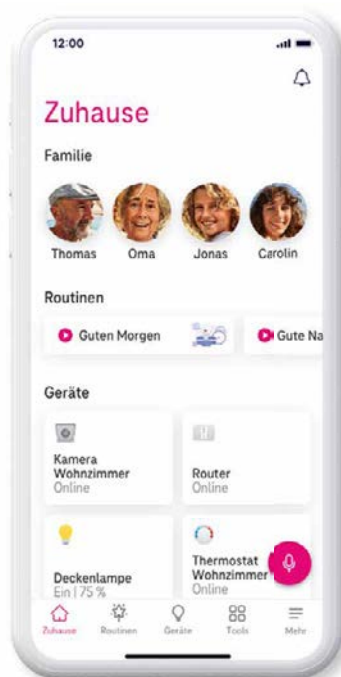 12:00
Zuhause
Familie
Thomas Oma Jonas Carolin
Routinen
Guten Morgen Gute Na
Geräte
Kamera
Wohnzimmer
Online
Router
Online
Deckenlampe
Ein | 75 %
Thermostat
Wohnzimmer
Online
Zuhause Routinen Geräte Tools Mehr